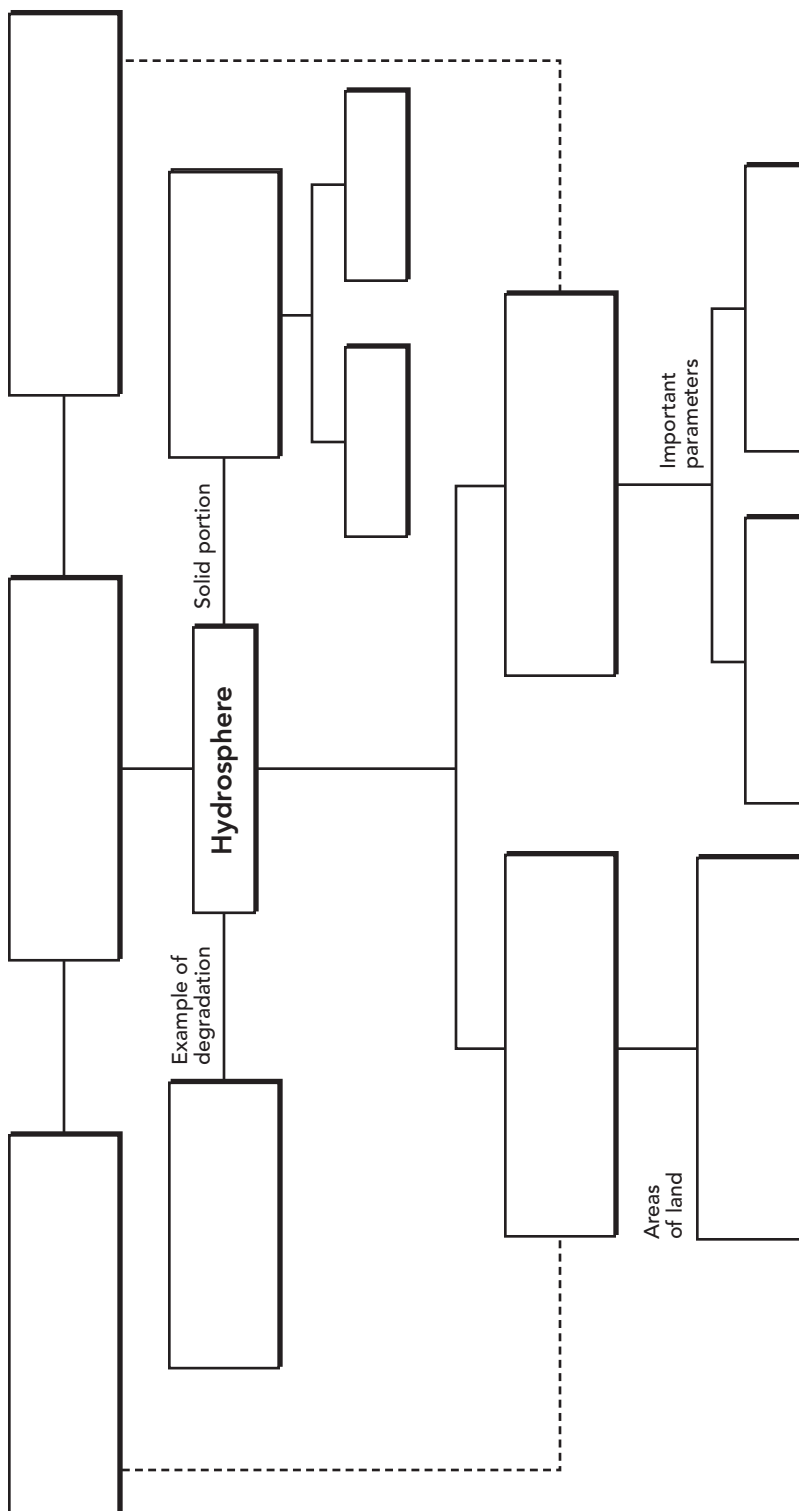 Example of
degradation
Hydrosphere
Solid portion
Areas
of land
Important
parameters